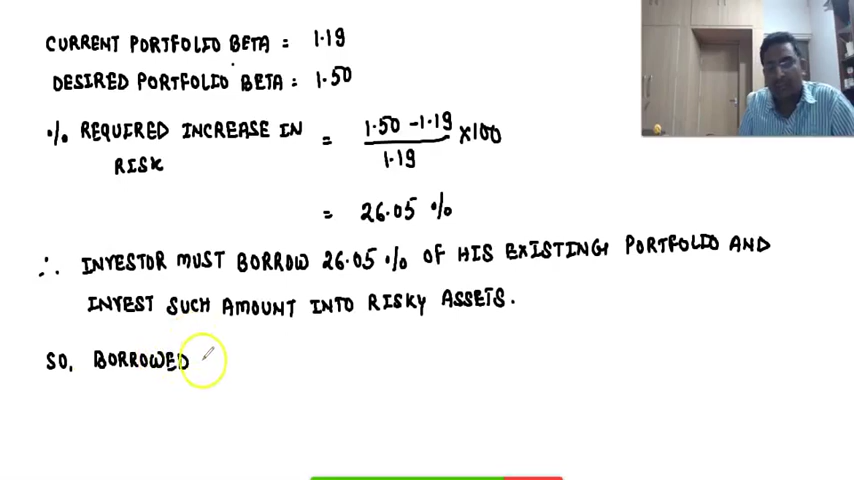 CURRENT PORTFOLIO BETA = 1.19
DESIRED PORTFOLIO BETA = 1.50
% REQUIRED INCREASE IN RISK = 1.50 - 1.19 / 1.19 × 100
= 26.05 %
∴ INVESTOR MUST BORROW 26.05 % OF HIS EXISTING PORTFOLIO AND
INVEST SUCH AMOUNT INTO RISKY ASSETS.
SO, BORROWED